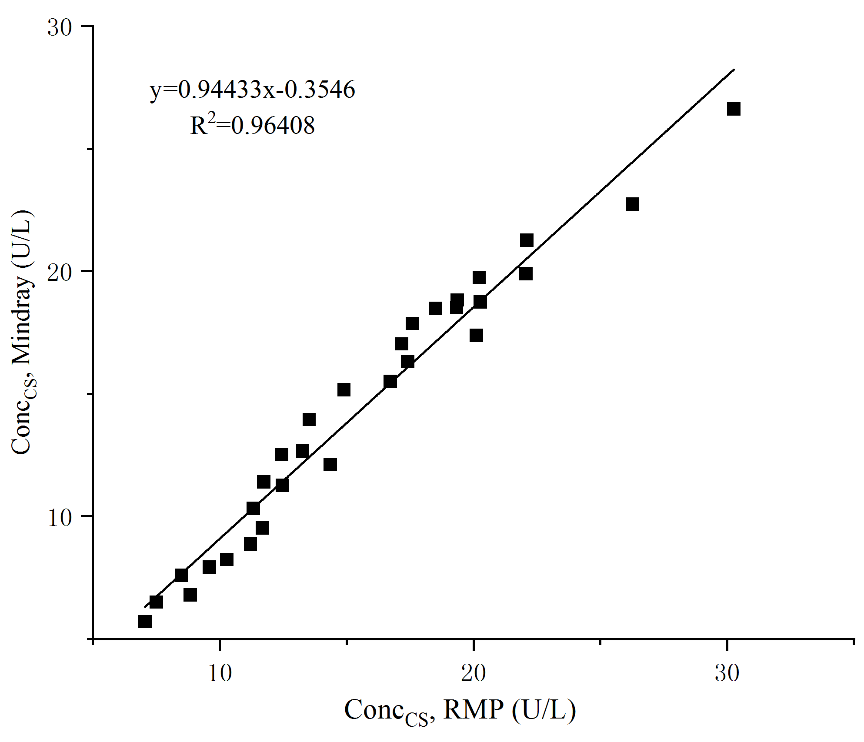 30
y=0.94433x-0.3546
R²=0.96408
20
10
Conc_CS, Mindray (U/L)
10 20 30
Conc_CS, RMP (U/L)